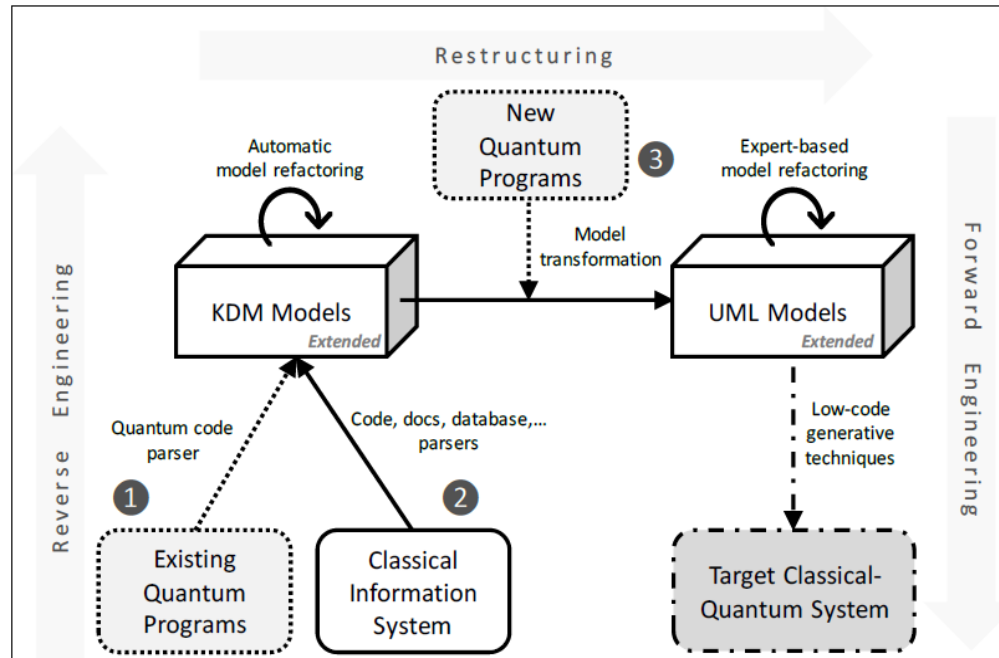 Restructuring
New
Quantum
Programs
3
Automatic
model refactoring
Expert-based
model refactoring
Model
transformation
KDM Models
Extended
UML Models
Extended
Reverse Engineering
Forward Engineering
Quantum code
parser
Code, docs, database,...
parsers
Low-code
generative
techniques
1
2
Existing
Quantum
Programs
Classical
Information
System
Target Classical-
Quantum System